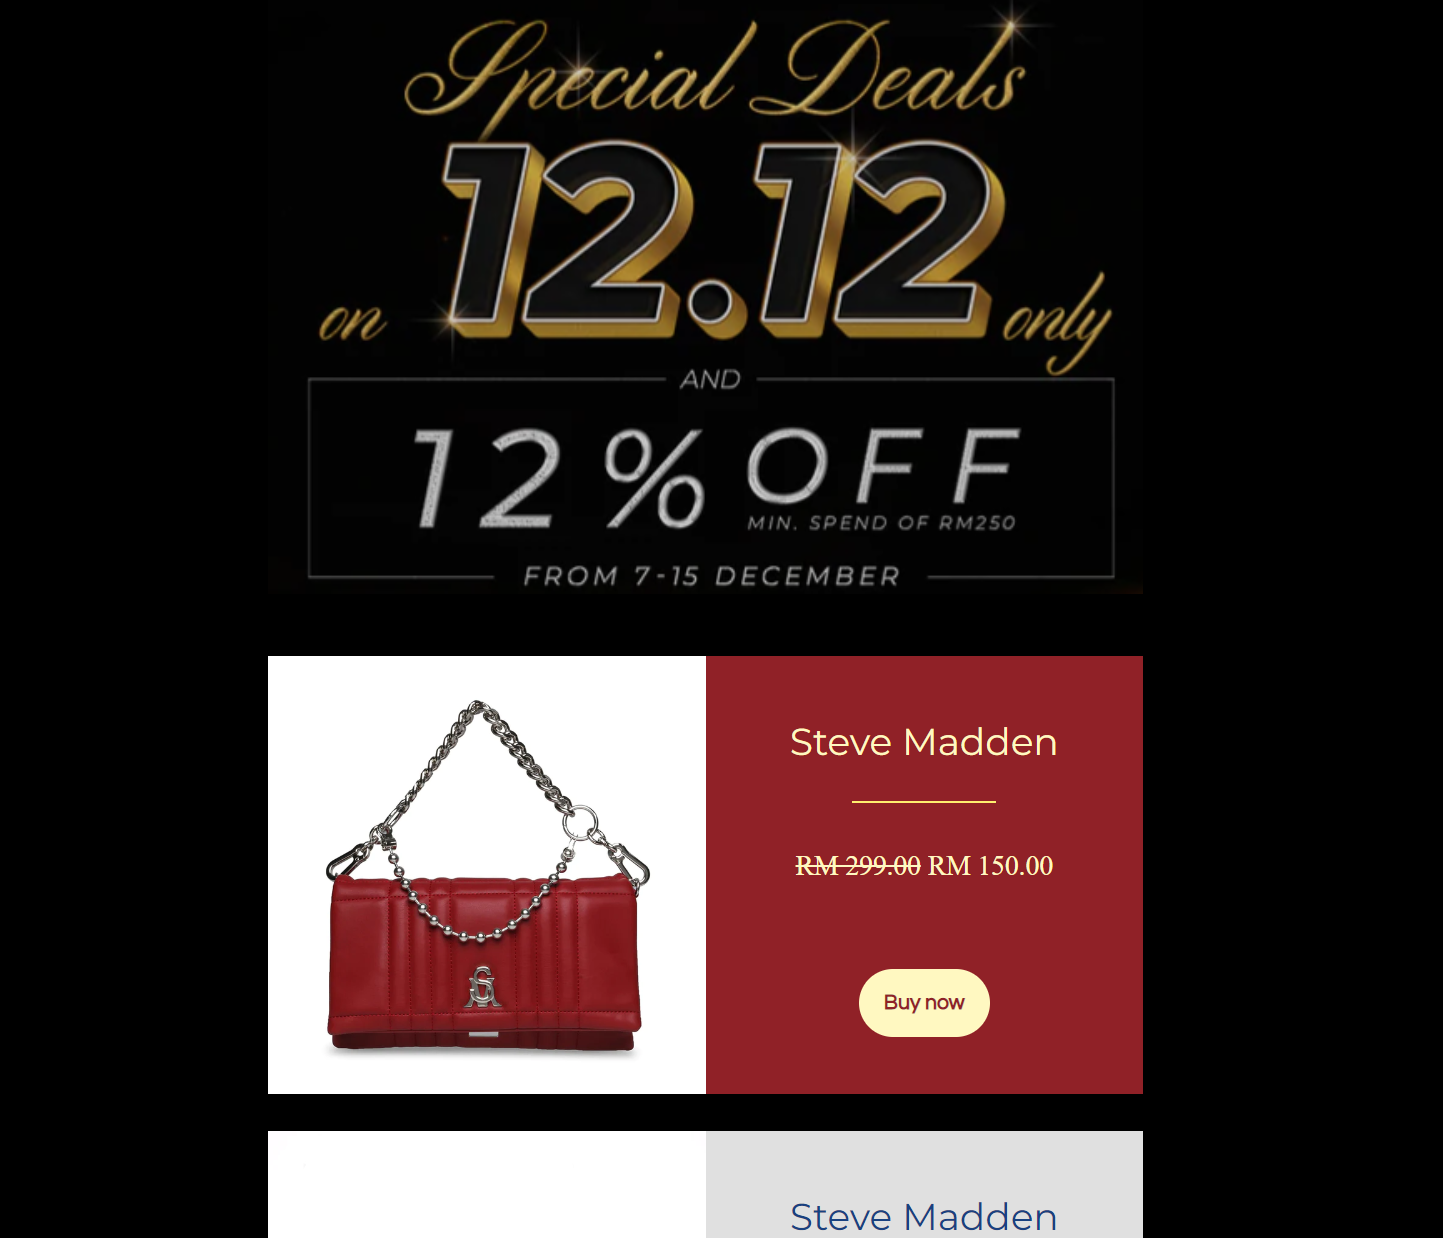 Special Deals
on 12.12 only
AND
12% OFF
MIN. SPEND OF RM250
FROM 7-15 DECEMBER
Steve Madden
RM 299.00 RM 150.00
Buy now
Steve Madden